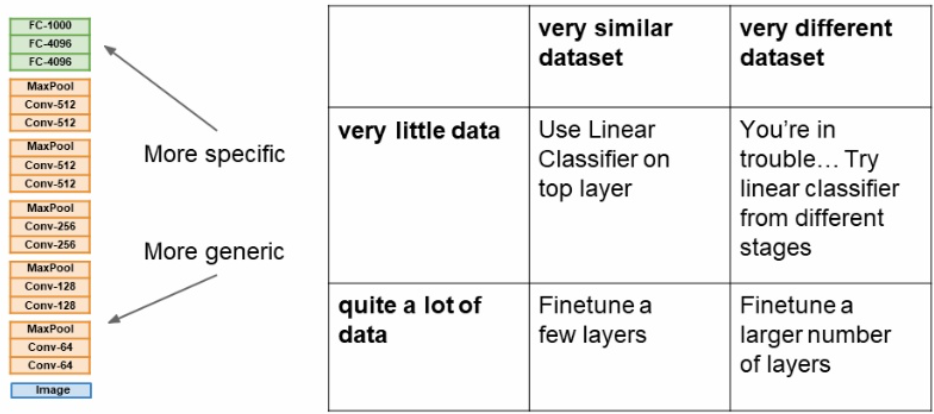 FC-1000
FC-4096
FC-4096
MaxPool
Conv-512
Conv-512
MaxPool
Conv-512
Conv-512
MaxPool
Conv-256
Conv-256
MaxPool
Conv-128
Conv-128
MaxPool
Conv-64
Conv-64
Image
More specific
More generic
very similar
dataset
very different
dataset
very little data
Use Linear
Classifier on
top layer
You're in
trouble... Try
linear classifier
from different
stages
quite a lot of
data
Finetune a
few layers
Finetune a
larger number
of layers